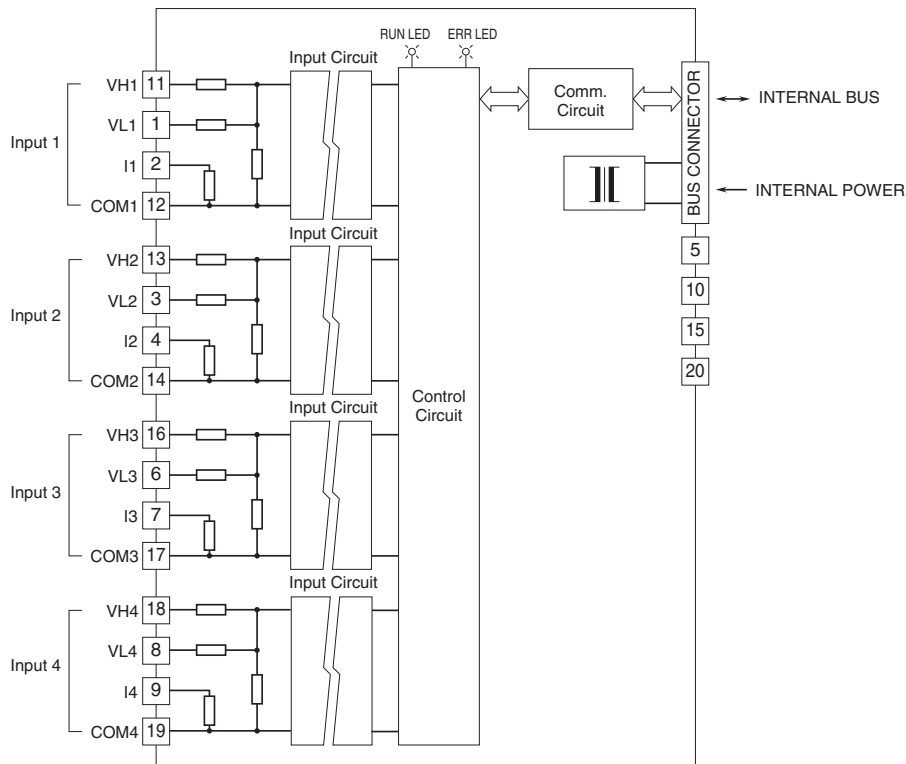 RUN LED
ERR LED
Input Circuit
VH1 11
VL1 1
Input 1
I1 2
COM1 12
Input Circuit
VH2 13
VL2 3
Input 2
I2 4
COM2 14
Input Circuit
VH3 16
VL3 6
Input 3
I3 7
COM3 17
Input Circuit
VH4 18
VL4 8
Input 4
I4 9
COM4 19
Control
Circuit
Comm.
Circuit
BUS CONNECTOR
INTERNAL BUS
INTERNAL POWER
5
10
15
20